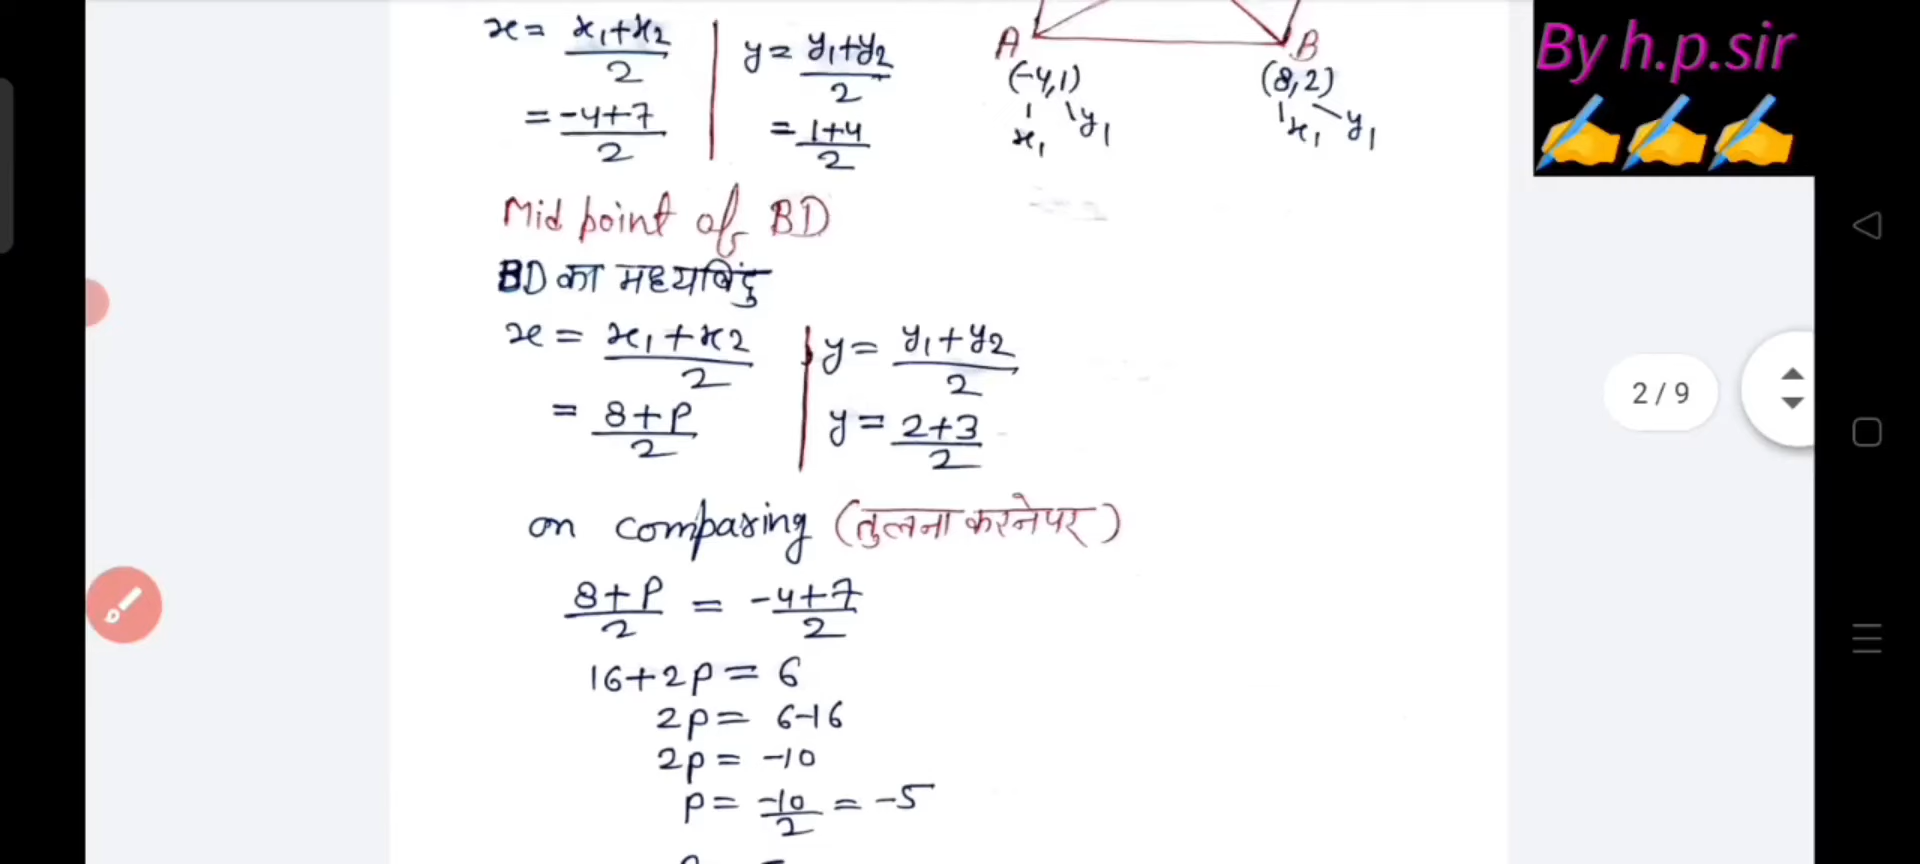 x = x₁+x₂/2 | y = y₁+y₂/2
= -4+7/2 | = 1+4/2
A B
(-4,1) (8,2)
x₁ y₁ x₁ y₁
By h.p.sir
✍✍✍
Mid point of BD
BD का मध्यबिंदु
x = x₁+x₂/2 | y = y₁+y₂/2
= 8+P/2 | y = 2+3/2
2 / 9
on comparing (तुलना करने पर)
8+P/2 = -4+7/2
16+2P = 6
2P = 6-16
2P = -10
P = -10/2 = -5